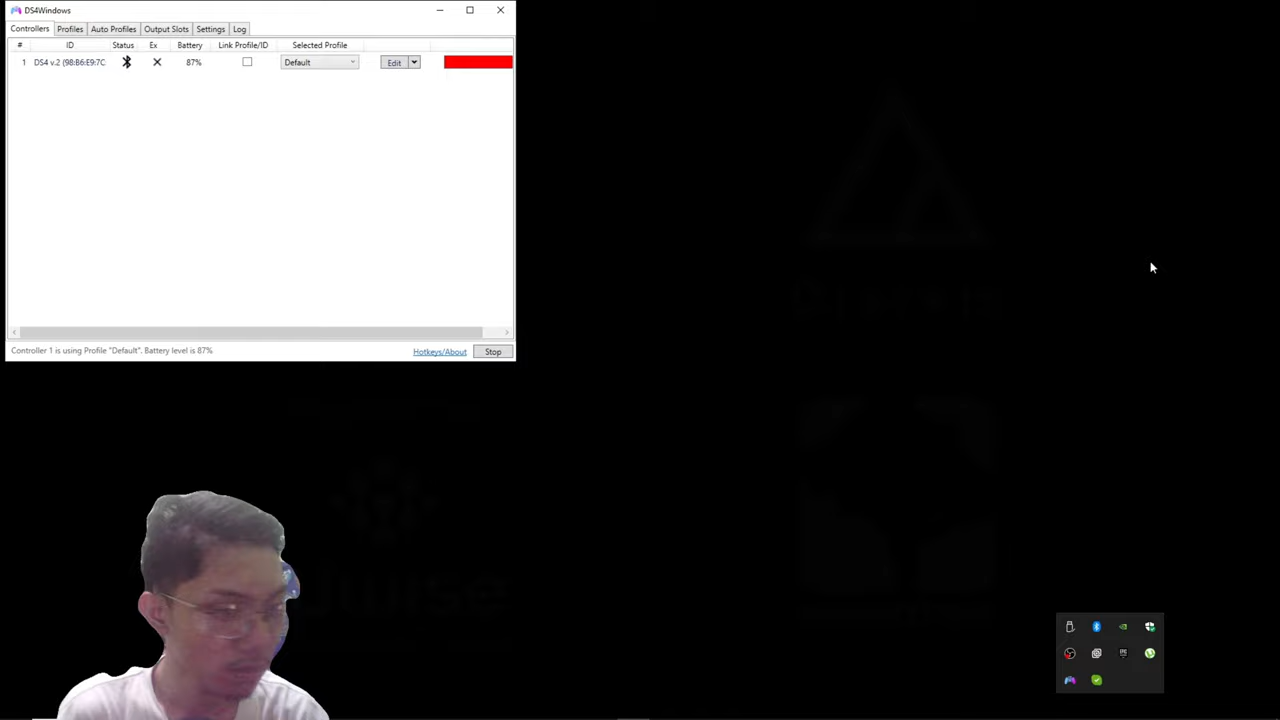 DS4Windows
Controllers Profiles Auto Profiles Output Slots Settings Log
# ID Status Ex Battery Link Profile/ID Selected Profile
1 DS4 v.2 (98:B6:E9:7C 87% Default Edit
Controller 1 is using Profile "Default". Battery level is 87% Hotkeys/About Stop